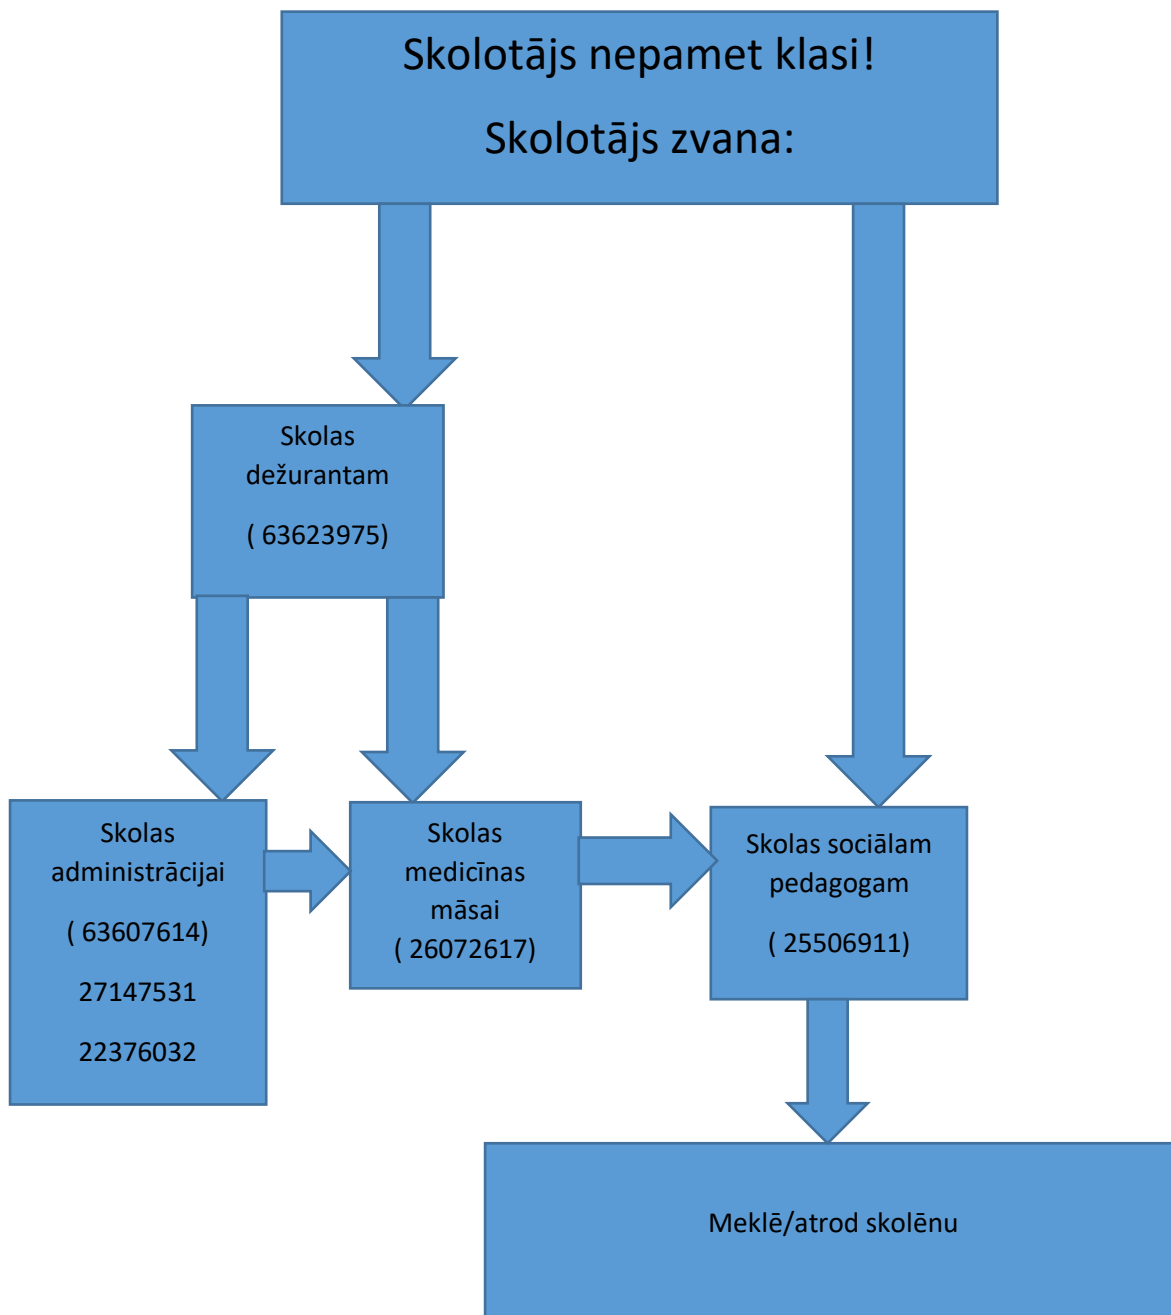 Skolotājs nepamet klasi!
Skolotājs zvana:
Skolas
dežurantam
( 63623975)
Skolas
administrācijai
( 63607614)
27147531
22376032
Skolas
medicīnas
māsai
( 26072617)
Skolas sociālam
pedagogam
( 25506911)
Meklē/atrod skolēnu